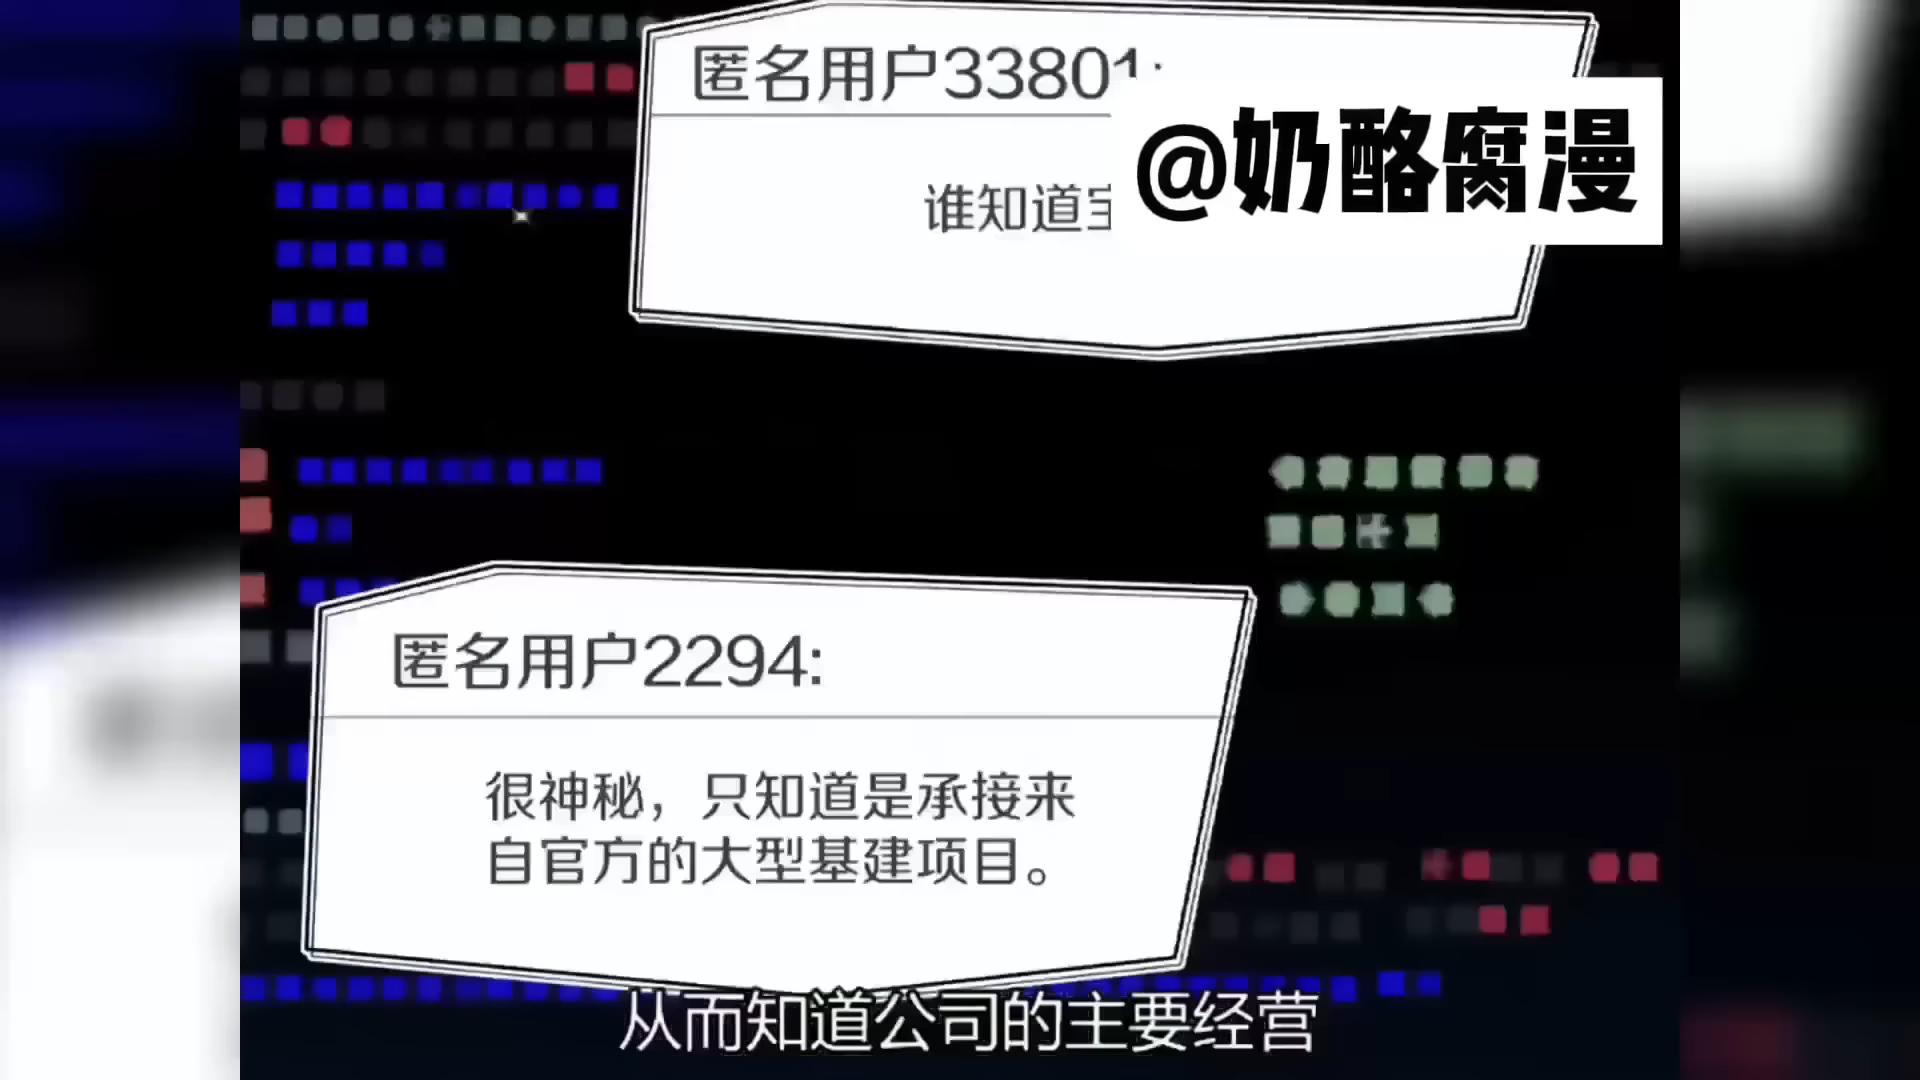 匿名用户33801:
@奶酪腐漫
谁知道
匿名用户2294:
很神秘，只知道是承接来
自官方的大型基建项目。
从而知道公司的主要经营